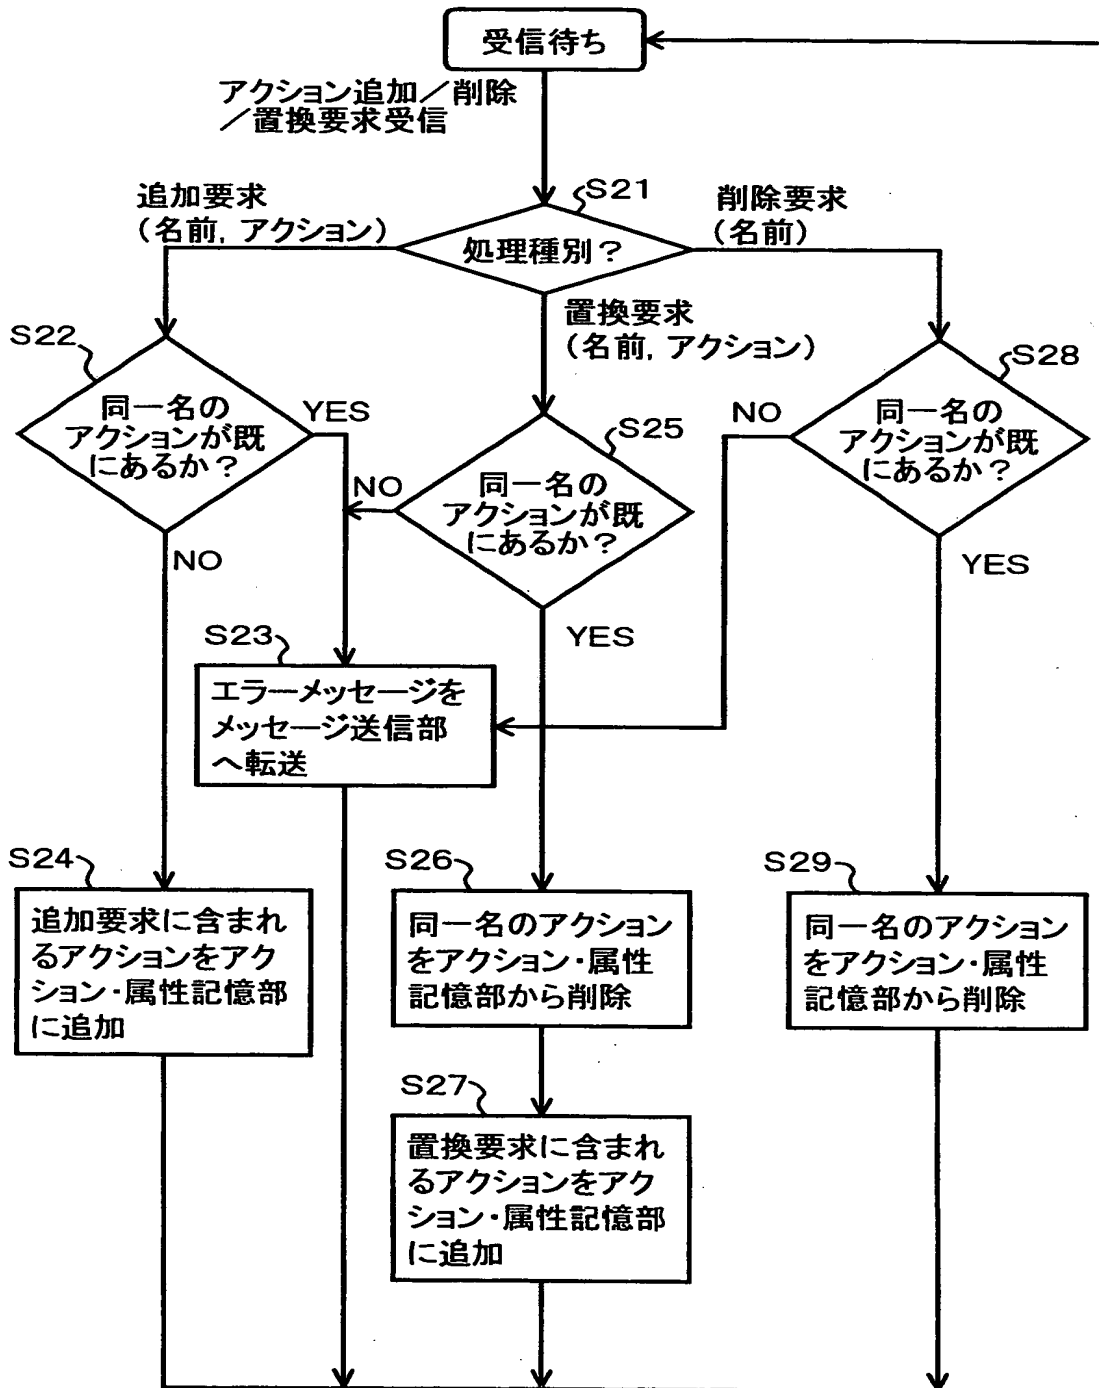 受信待ち
アクション追加／削除
／置換要求受信
S21
追加要求
(名前, アクション)
処理種別？
削除要求
(名前)
置換要求
(名前, アクション)
S22
同一名の
アクションが既
にあるか？
YES
NO
S25
同一名の
アクションが既
にあるか？
NO
YES
S28
同一名の
アクションが既
にあるか？
NO
YES
S23
エラーメッセージを
メッセージ送信部
へ転送
S24
追加要求に含まれ
るアクションをアク
ション・属性記憶部
に追加
S26
同一名のアクション
をアクション・属性
記憶部から削除
S29
同一名のアクション
をアクション・属性
記憶部から削除
S27
置換要求に含まれ
るアクションをアク
ション・属性記憶部
に追加